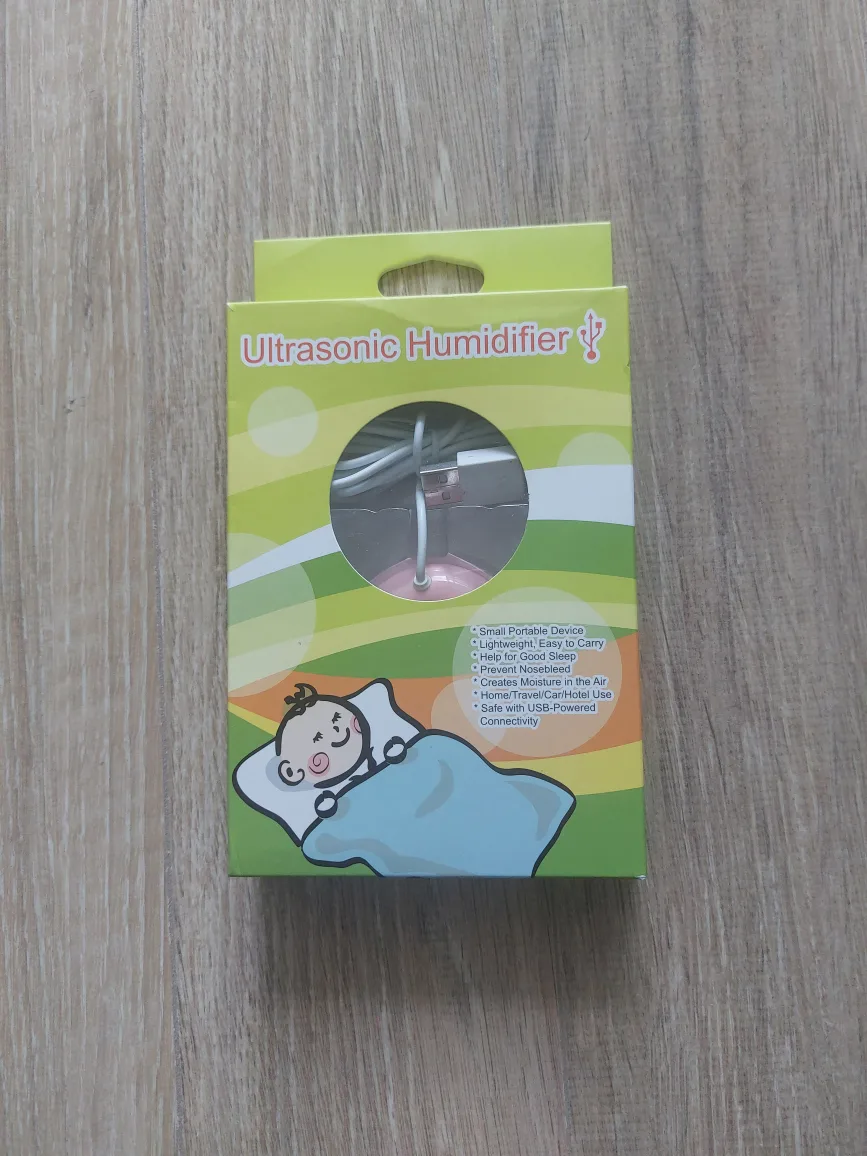 Ultrasonic Humidifier
* Small Portable Device
* Lightweight, Easy to Carry
* Help for Good Sleep
* Prevent Nosebleed
* Creates Moisture in the Air
* Home/Travel/Car/Hotel Use
* Safe with USB-Powered
Connectivity